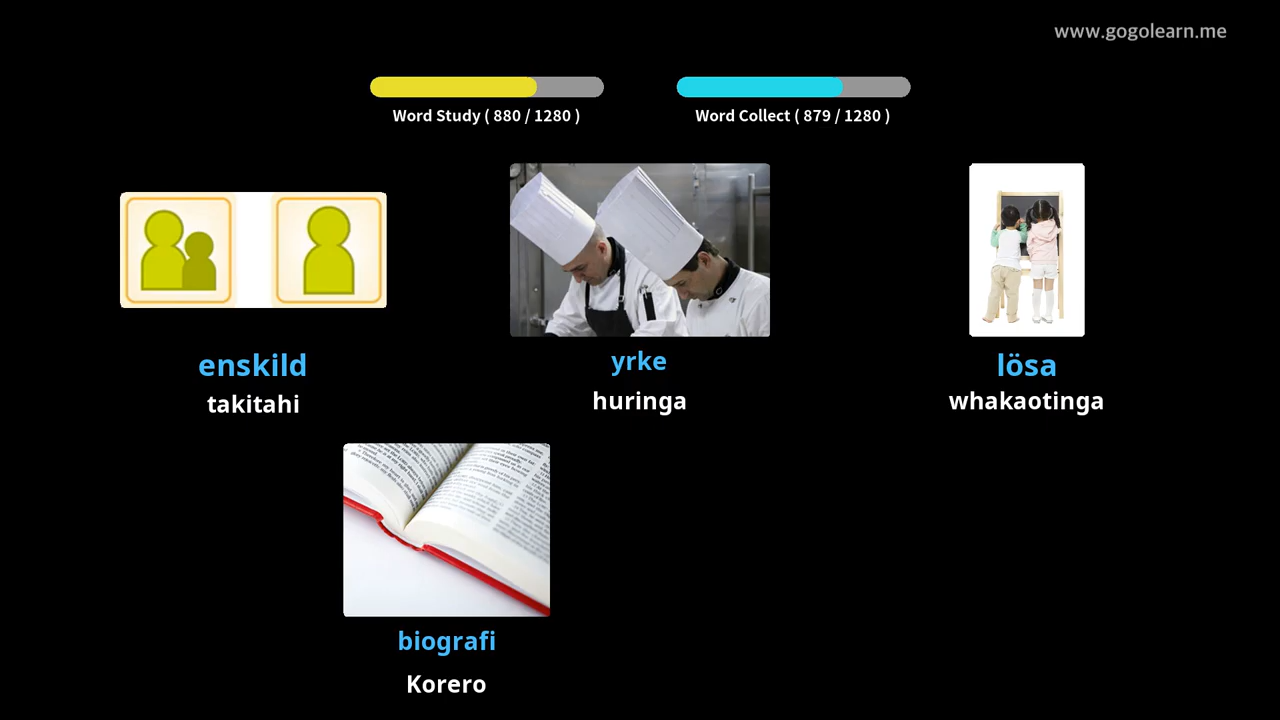 www.gogolearn.me
Word Study ( 880 / 1280 )
Word Collect ( 879 / 1280 )
enskild
takitahi
yrke
huringa
lösa
whakaotinga
biografi
Korero